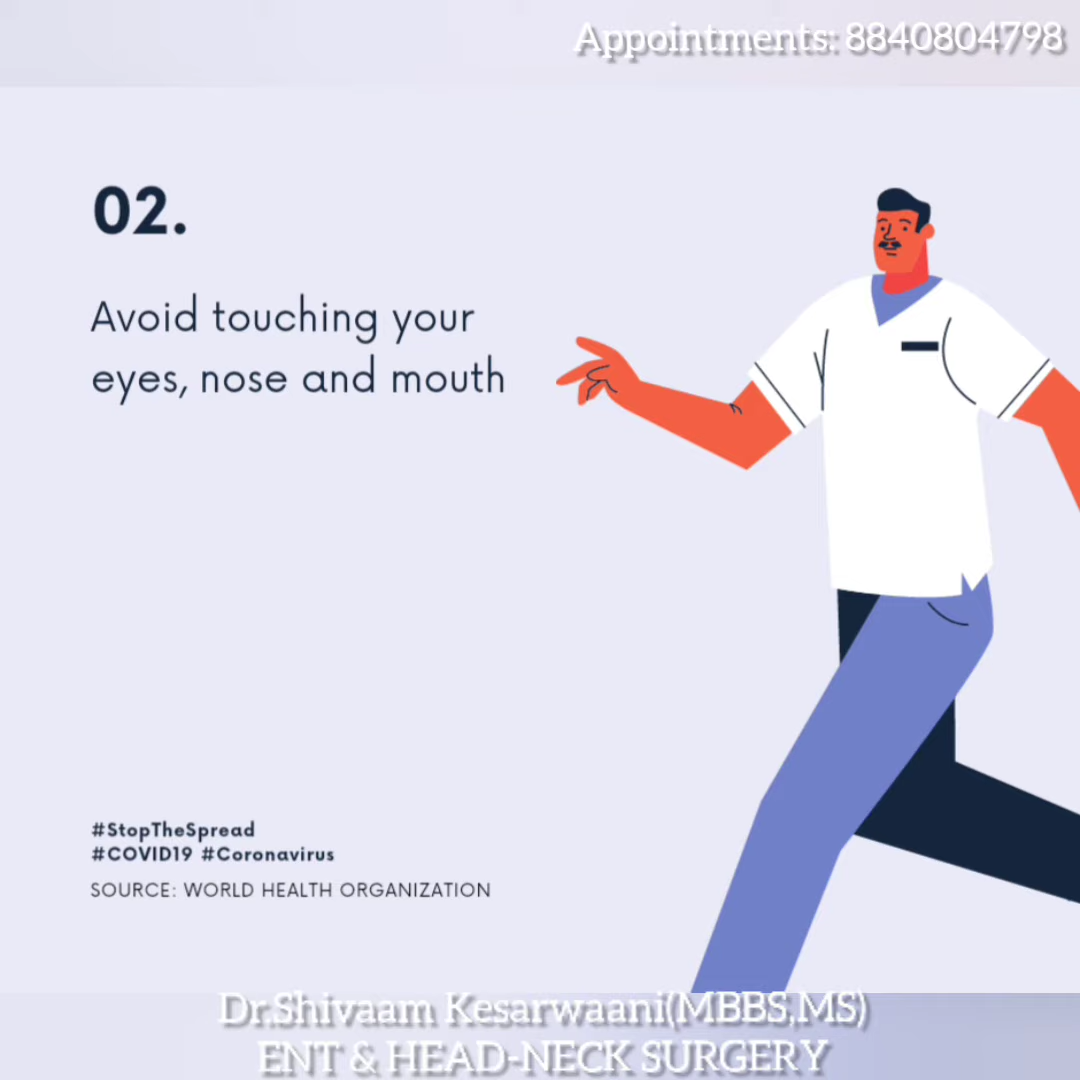 Appointments: 8840804798
02.
Avoid touching your
eyes, nose and mouth
#StopTheSpread
#COVID19 #Coronavirus
SOURCE: WORLD HEALTH ORGANIZATION
Dr.Shivaam Kesarwaani(MBBS,MS)
ENT & HEAD-NECK SURGERY